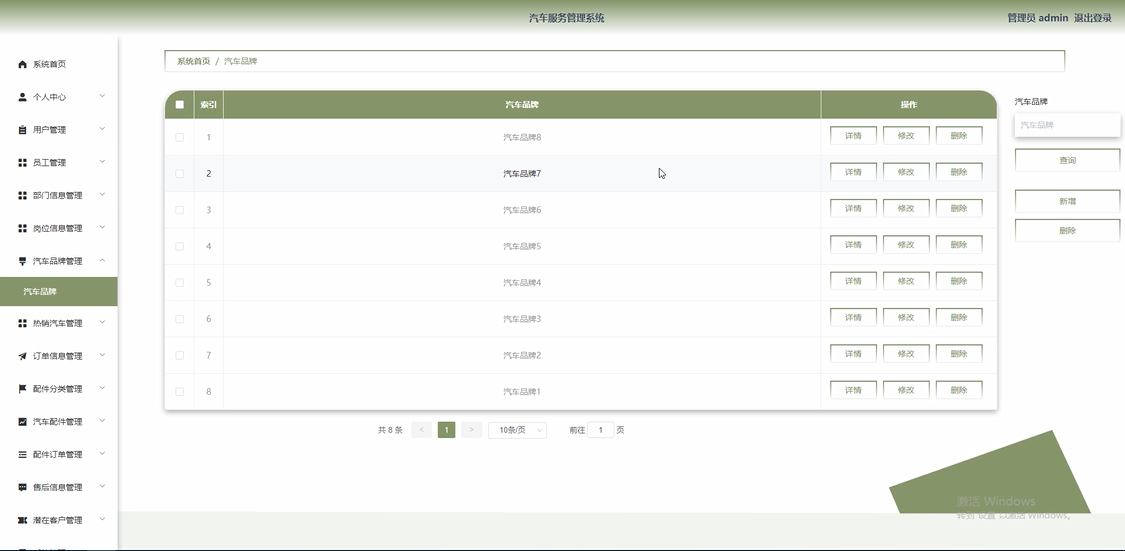 汽车服务管理系统
管理员 admin 退出登录
系统首页
个人中心
用户管理
员工管理
部门信息管理
岗位信息管理
汽车品牌管理
汽车品牌
热销汽车管理
订单信息管理
配件分类管理
汽车配件管理
配件订单管理
售后信息管理
潜在客户管理
系统首页 / 汽车品牌
索引 汽车品牌 操作
1 汽车品牌8 详情 修改 删除
2 汽车品牌7 详情 修改 删除
3 汽车品牌6 详情 修改 删除
4 汽车品牌5 详情 修改 删除
5 汽车品牌4 详情 修改 删除
6 汽车品牌3 详情 修改 删除
7 汽车品牌2 详情 修改 删除
8 汽车品牌1 详情 修改 删除
共 8 条 < 1 > 10条/页 前往 1 页
汽车品牌
汽车品牌
查询
新增
删除
激活 Windows
转到"设置"以激活 Windows。